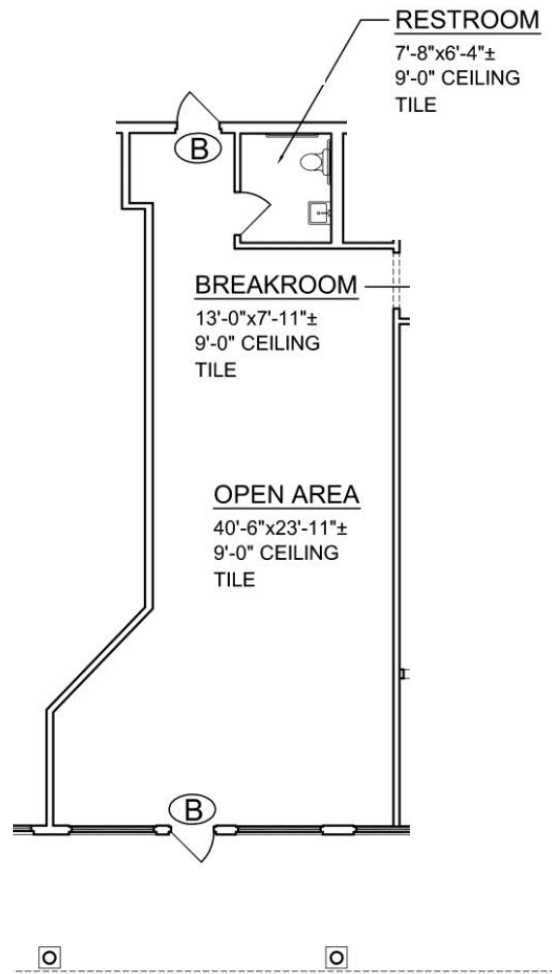 RESTROOM
7'-8"x6'-4"±
9'-0" CEILING
TILE
B
BREAKROOM
13'-0"x7'-11"±
9'-0" CEILING
TILE
OPEN AREA
40'-6"x23'-11"±
9'-0" CEILING
TILE
B